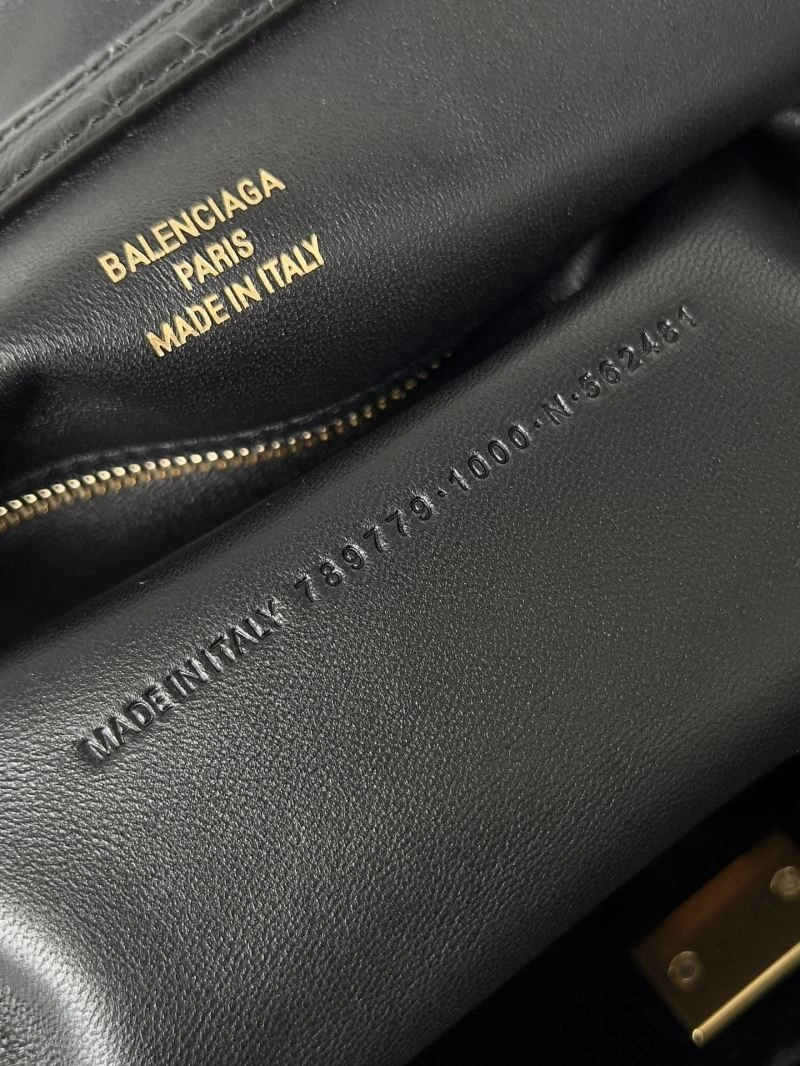 BALENCIAGA
PARIS
MADE IN ITALY
MADE IN ITALY 789779·1000·N·562481